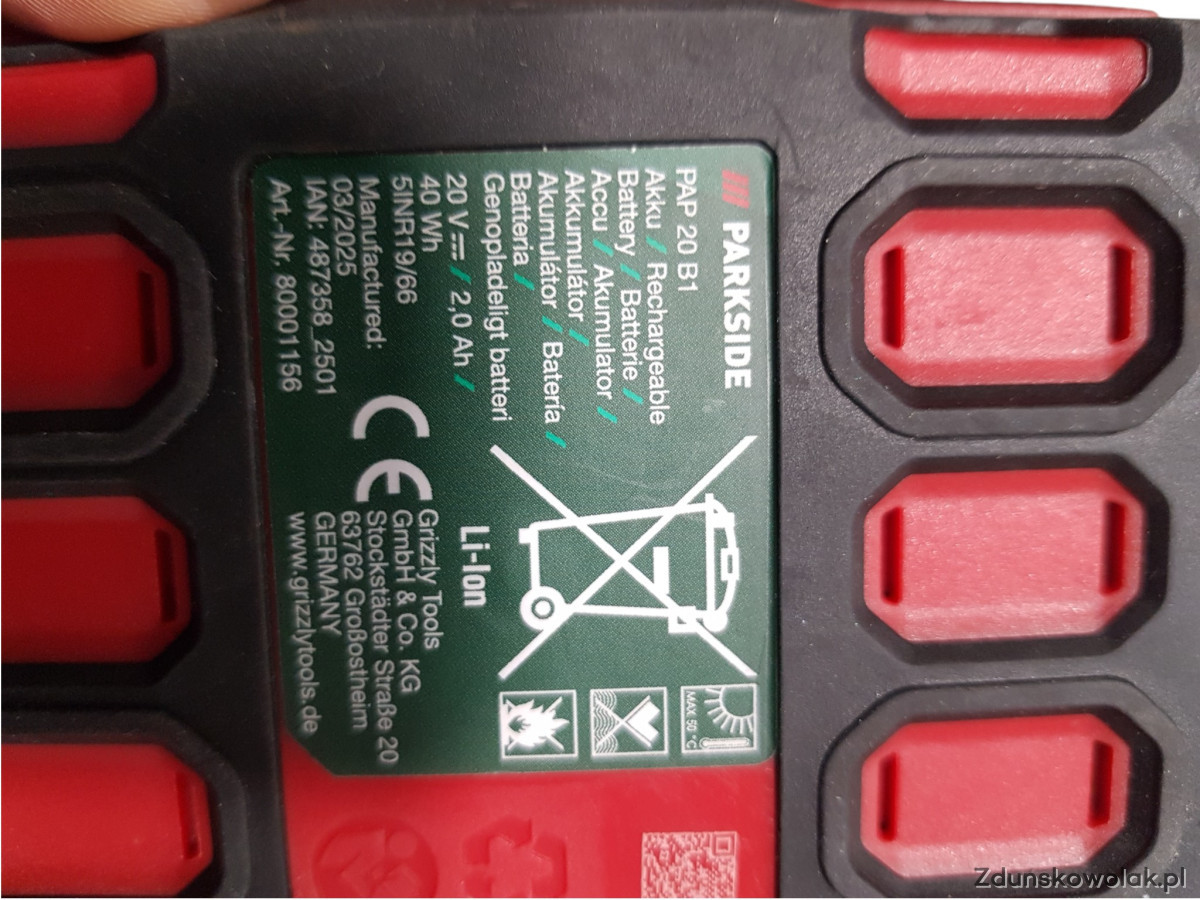 /// PARKSIDE
PAP 20 B1
Akku / Rechargeable
Battery / Batterie /
Accu / Akumulator /
Akkumulátor /
Akumulátor / Batería /
Batteria /
Genopladeligt batteri
20 V⎓ / 2,0 Ah /
40 Wh
5INR19/66
Manufactured:
03/2025
IAN: 487358_2501
Art.-Nr. 80001156
CE
MAX 50 °C
Li-Ion
Grizzly Tools
GmbH & Co. KG
Stockstädter Straße 20
63762 Großostheim
GERMANY
www.grizzlytools.de
Zdunskowolak.pl